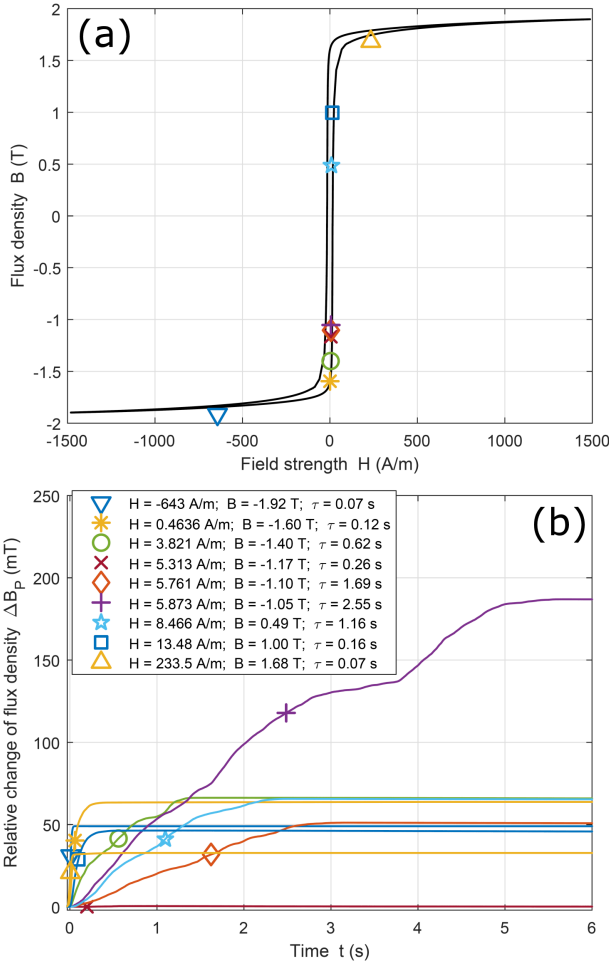 (a)
2
1.5
1
0.5
0
-0.5
-1
-1.5
-2
Flux density B (T)
-1500 -1000 -500 0 500 1000 1500
Field strength H (A/m)
(b)
250
200
150
100
50
0
Relative change of flux density ΔB_P (mT)
H = -643 A/m; B = -1.92 T; τ = 0.07 s
H = 0.4636 A/m; B = -1.60 T; τ = 0.12 s
H = 3.821 A/m; B = -1.40 T; τ = 0.62 s
H = 5.313 A/m; B = -1.17 T; τ = 0.26 s
H = 5.761 A/m; B = -1.10 T; τ = 1.69 s
H = 5.873 A/m; B = -1.05 T; τ = 2.55 s
H = 8.466 A/m; B = 0.49 T; τ = 1.16 s
H = 13.48 A/m; B = 1.00 T; τ = 0.16 s
H = 233.5 A/m; B = 1.68 T; τ = 0.07 s
0 1 2 3 4 5 6
Time t (s)